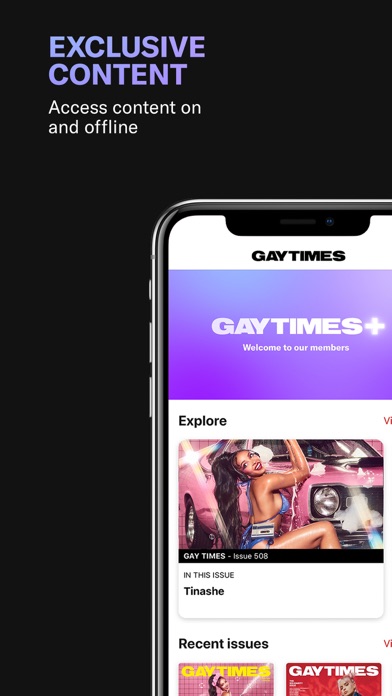 EXCLUSIVE
CONTENT
Access content on
and offline
GAYTIMES
GAYTIMES+
Welcome to our members
Explore
Vi
GAY TIMES - Issue 508
IN THIS ISSUE
Tinashe
Recent issues
Vi
GAYTIMES
GAYTIMES